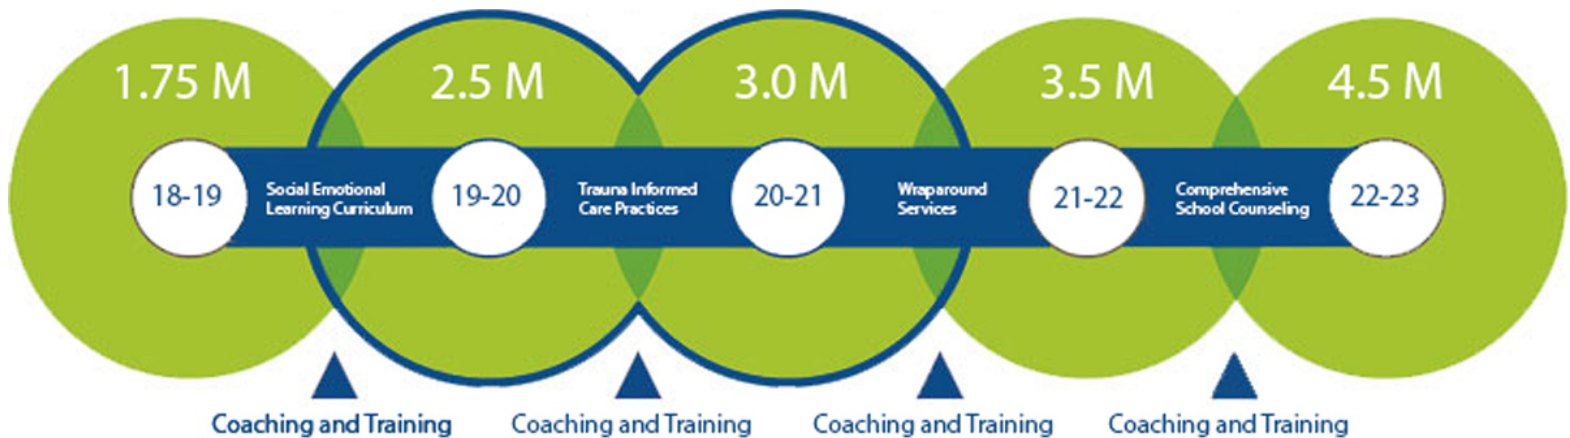 1.75 M
2.5 M
3.0 M
3.5 M
4.5 M
18-19
Social Emotional
Learning Curriculum
19-20
Trauna Informed
Care Practices
20-21
Wraparound
Services
21-22
Comprehensive
School Counseling
22-23
Coaching and Training
Coaching and Training
Coaching and Training
Coaching and Training